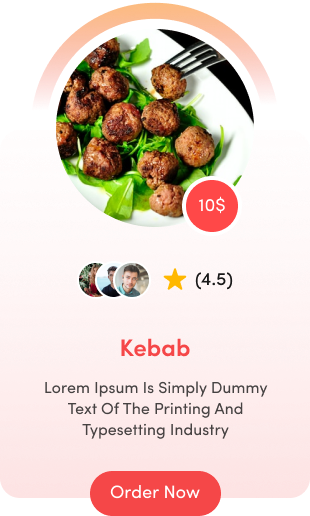 10$
(4.5)
Kebab
Lorem Ipsum Is Simply Dummy
Text Of The Printing And
Typesetting Industry
Order Now